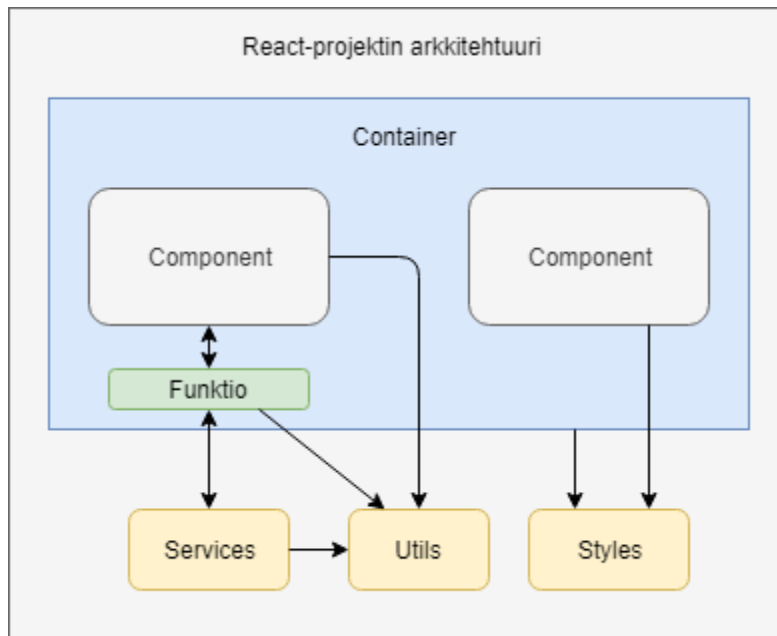 React-projektin arkkitehtuuri
Container
Component
Component
Funktio
Services
Utils
Styles